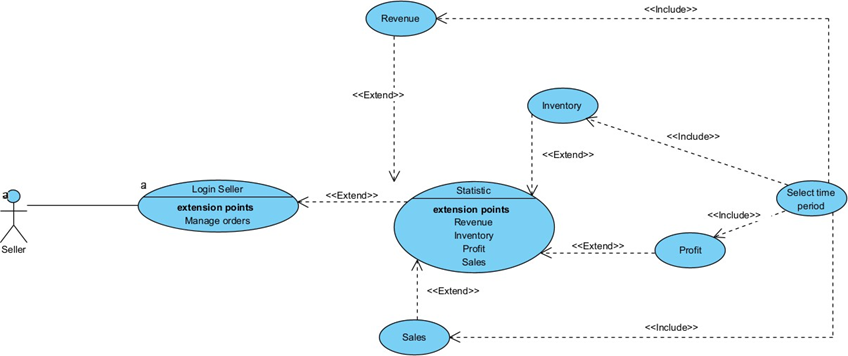 Revenue
<<Include>>
<<Extend>>
Inventory
<<Include>>
<<Extend>>
a
a
Login Seller
extension points
Manage orders
Seller
<<Extend>>
Statistic
extension points
Revenue
Inventory
Profit
Sales
Select time
period
<<Include>>
<<Extend>>
Profit
<<Extend>>
Sales
<<Include>>